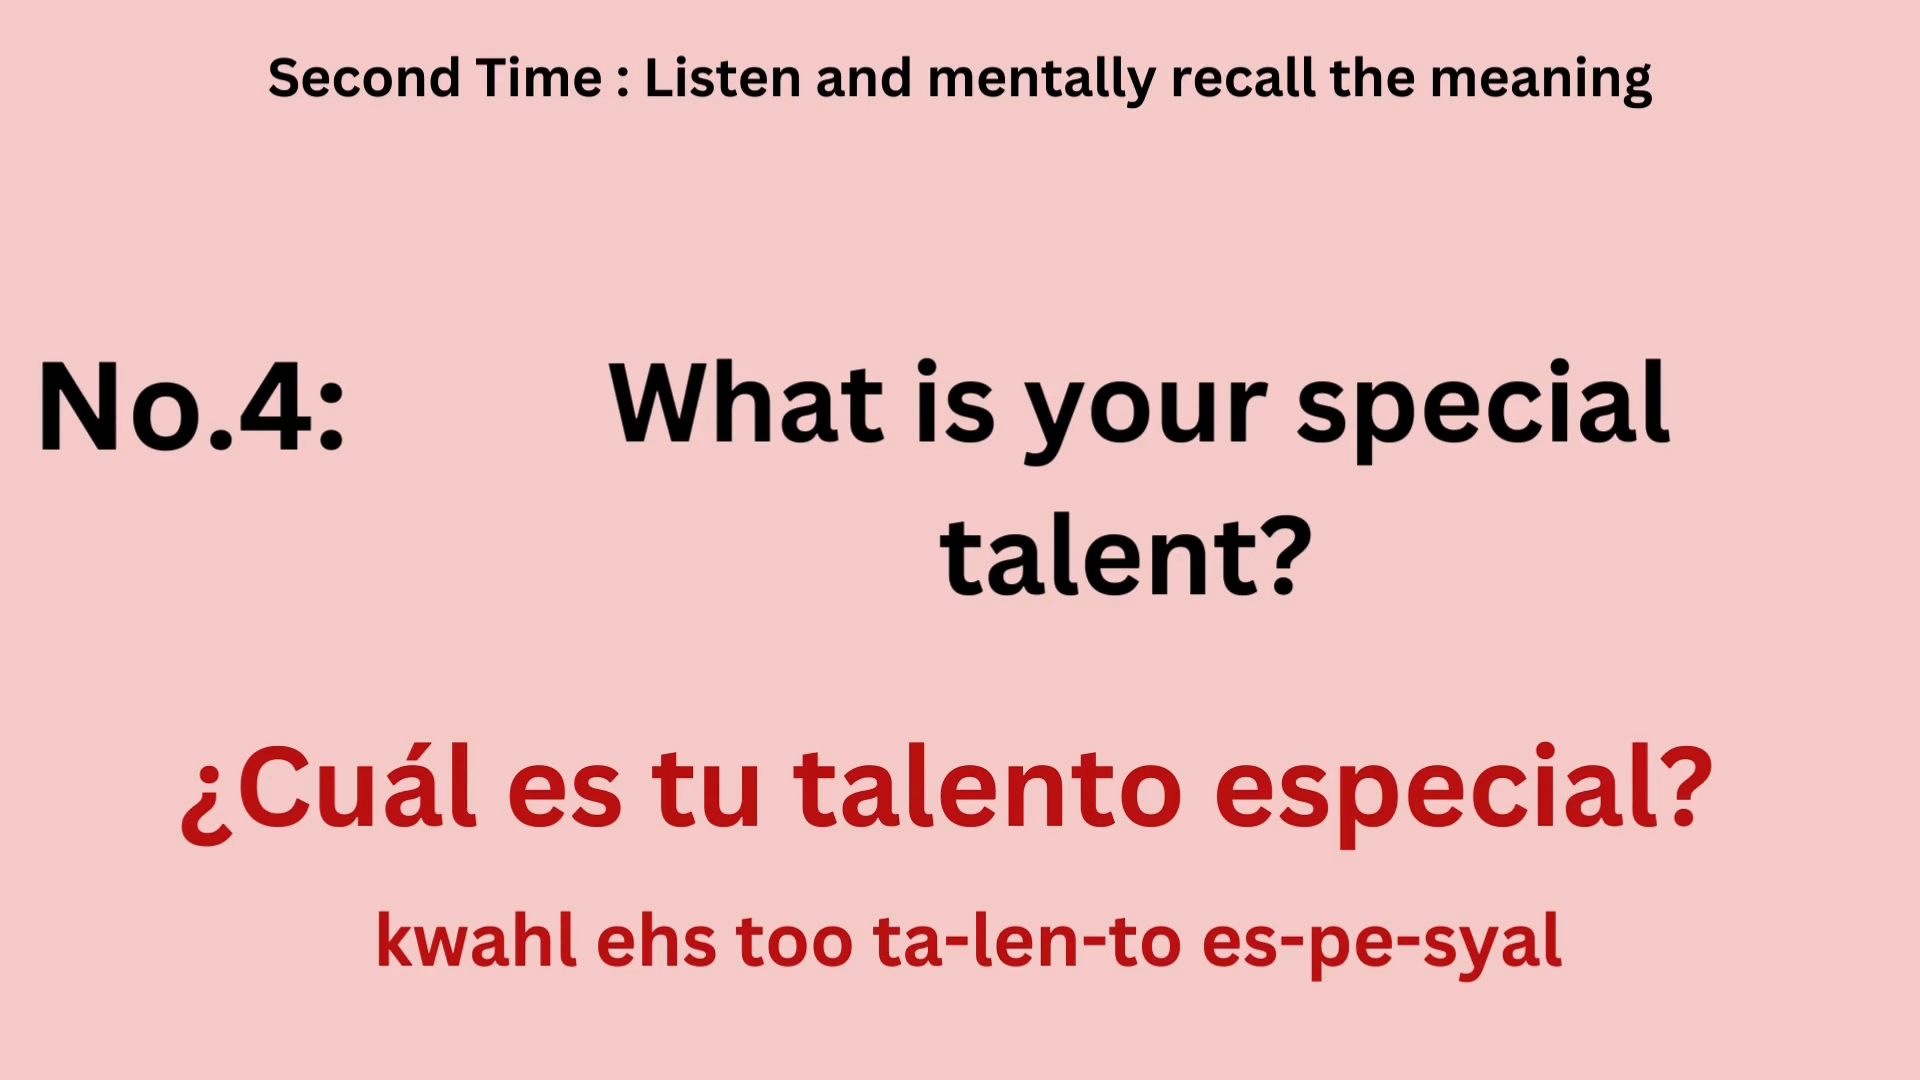 Second Time : Listen and mentally recall the meaning
No.4:
What is your special
talent?
¿Cuál es tu talento especial?
kwahl ehs too ta-len-to es-pe-syal